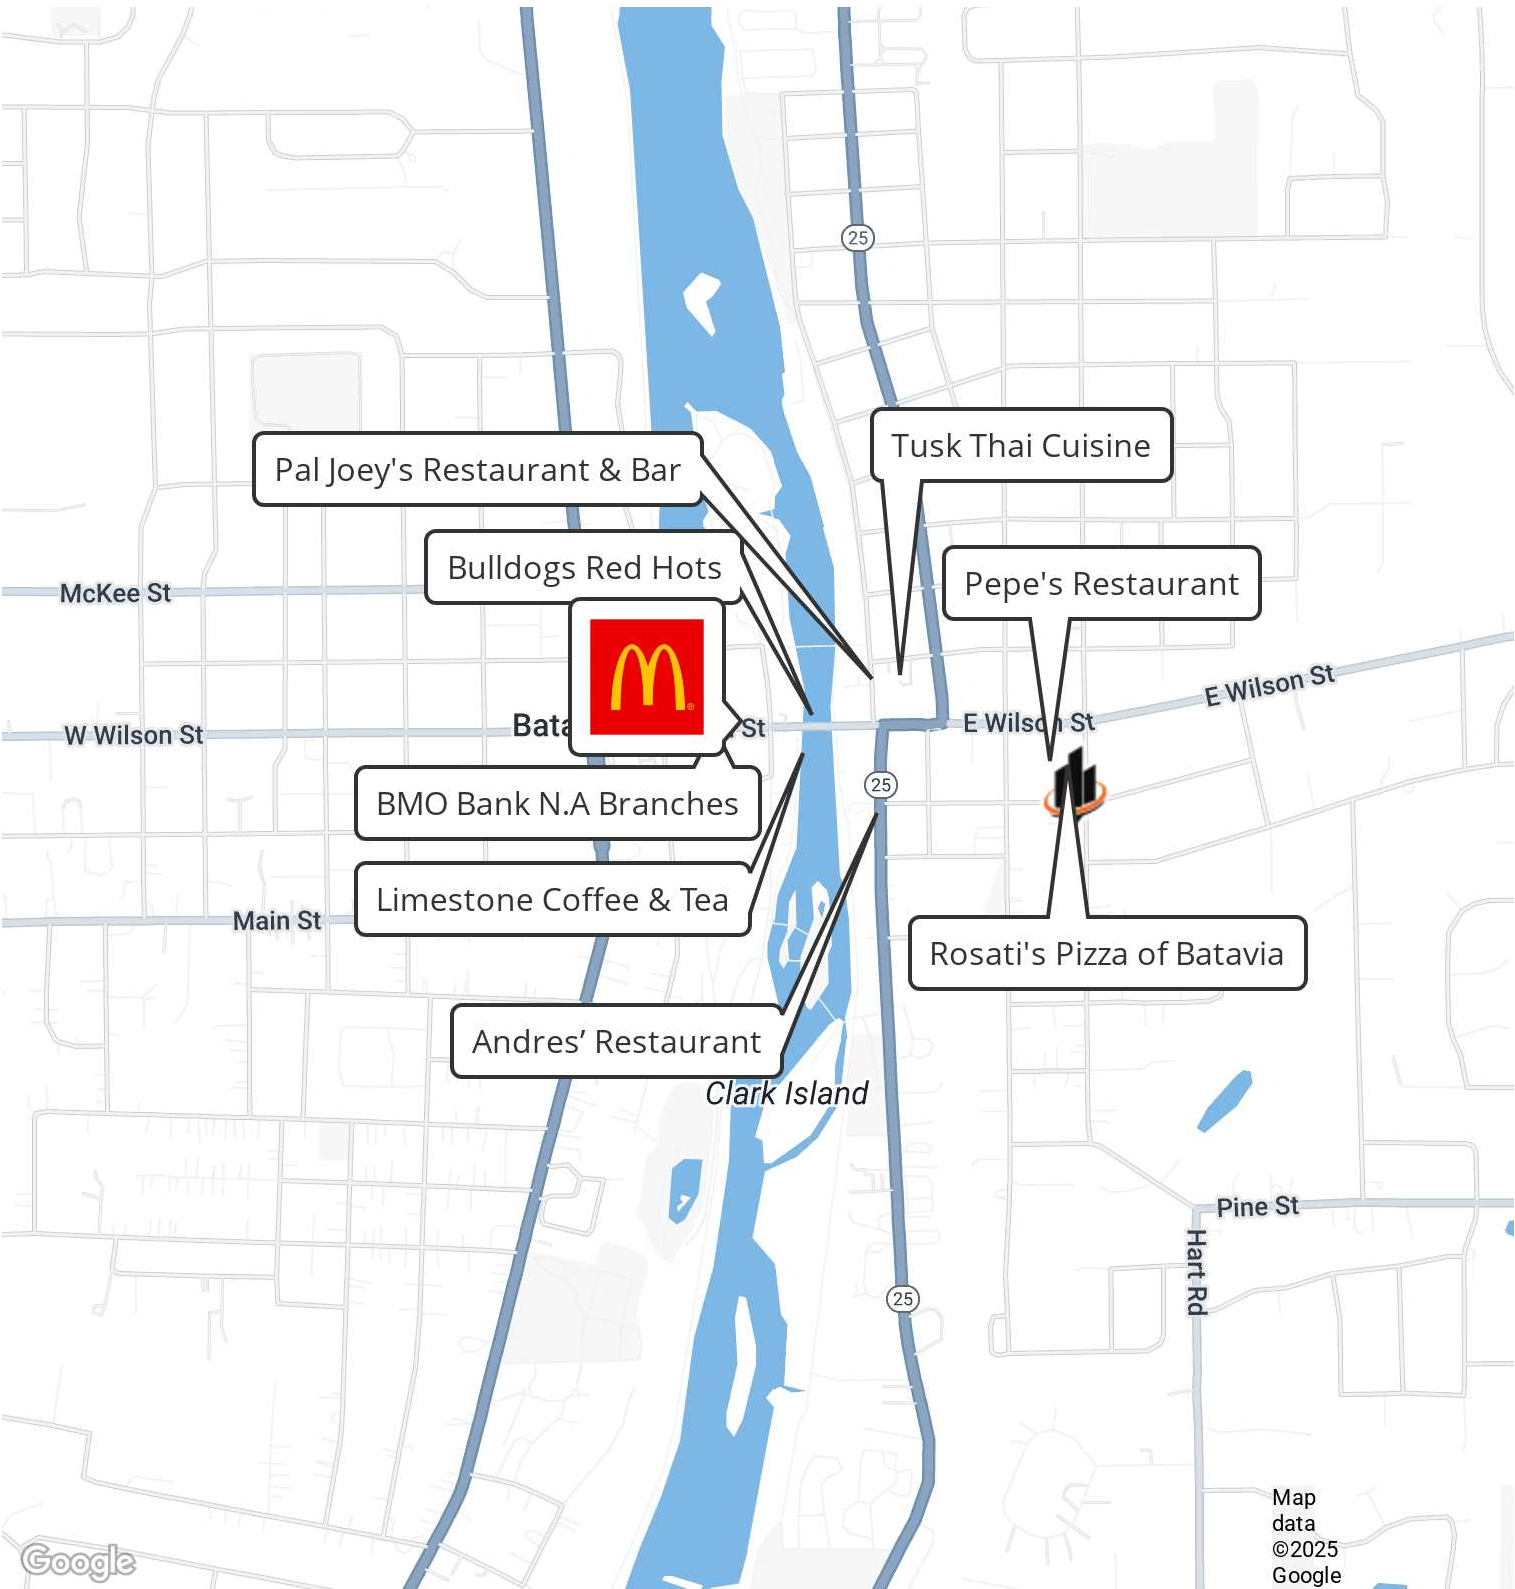 25
Tusk Thai Cuisine
Pal Joey's Restaurant & Bar
Bulldogs Red Hots
Pepe's Restaurant
McKee St
E Wilson St
®
W Wilson St
Bata
St
E Wilson St
25
BMO Bank N.A Branches
Limestone Coffee & Tea
Main St
Rosati's Pizza of Batavia
Andres’ Restaurant
Clark Island
Pine St
Hart Rd
25
Map
data
©2025
Google
Google